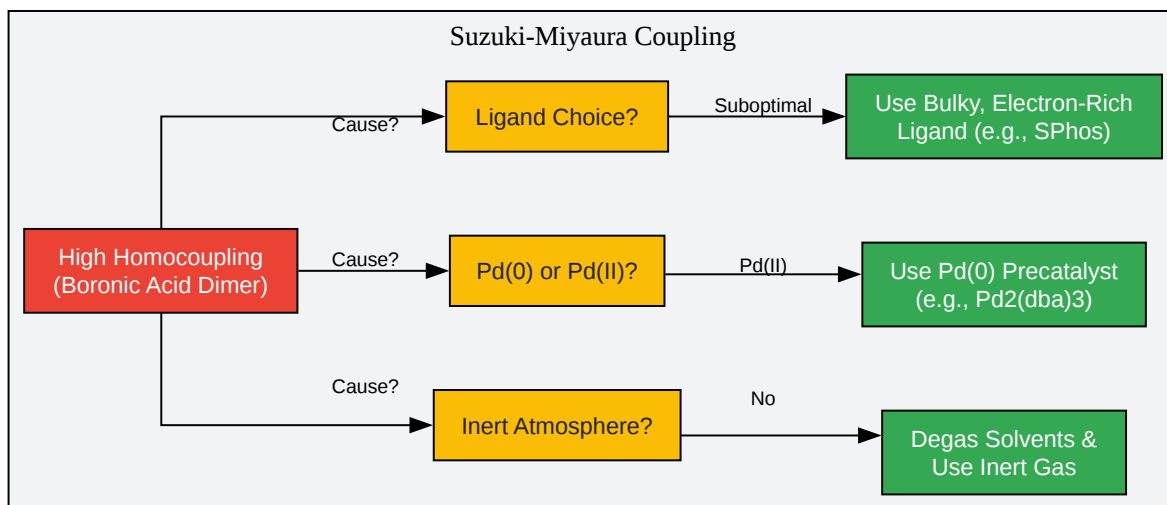 Suzuki-Miyaura Coupling
Cause?
Ligand Choice?
Suboptimal
Use Bulky, Electron-Rich
Ligand (e.g., SPhos)
High Homocoupling
(Boronic Acid Dimer)
Cause?
Pd(0) or Pd(II)?
Pd(II)
Use Pd(0) Precatalyst
(e.g., Pd2(dba)3)
Cause?
Inert Atmosphere?
No
Degas Solvents &
Use Inert Gas